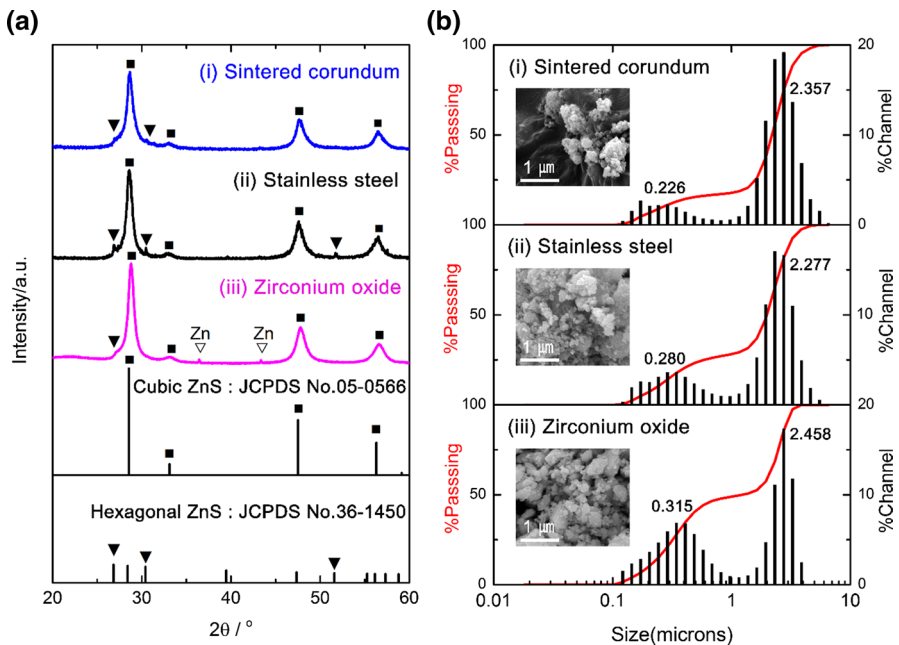 (a)
(i) Sintered corundum
(ii) Stainless steel
(iii) Zirconium oxide
Zn
Zn
Cubic ZnS : JCPDS No.05-0566
Hexagonal ZnS : JCPDS No.36-1450
Intensity/a.u.
20
30
40
50
60
2θ / °
(b)
(i) Sintered corundum
1 μm
0.226
2.357
(ii) Stainless steel
1 μm
0.280
2.277
(iii) Zirconium oxide
1 μm
0.315
2.458
100
50
100
50
100
50
0
%Passsing
%Passsing
%Passsing
20
10
0
20
10
0
20
10
0
%Channel
%Channel
%Channel
0.01
0.1
1
10
Size(microns)